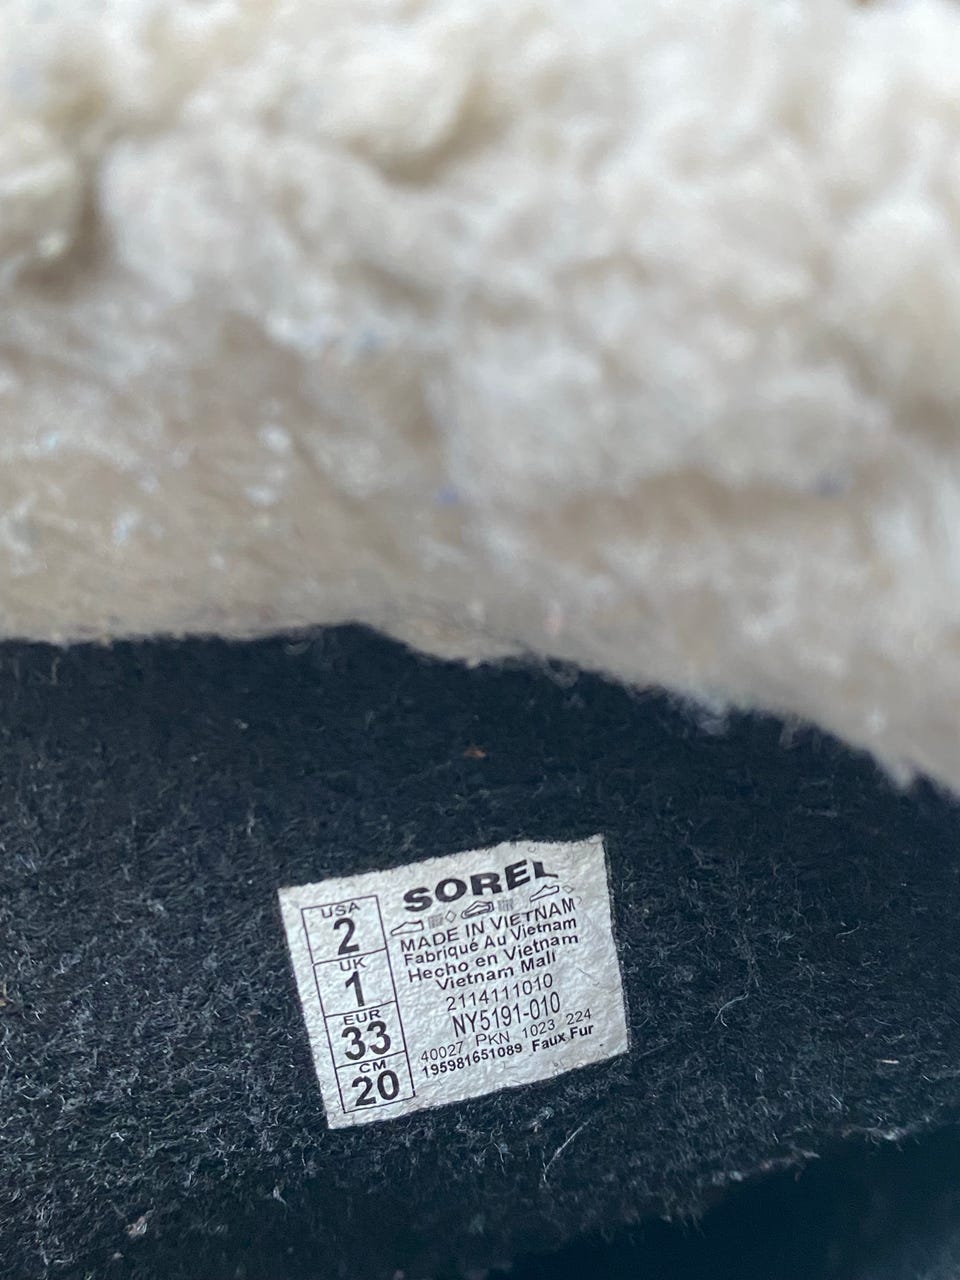 SOREL
USA
2
UK
1
EUR
33
CM
20
MADE IN VIETNAM
Fabriqué Au Vietnam
Hecho en Vietnam
Vietnam Mali
2114111010
NY5191-010
40027 PKN 1023 224
195981651089 Faux Fur